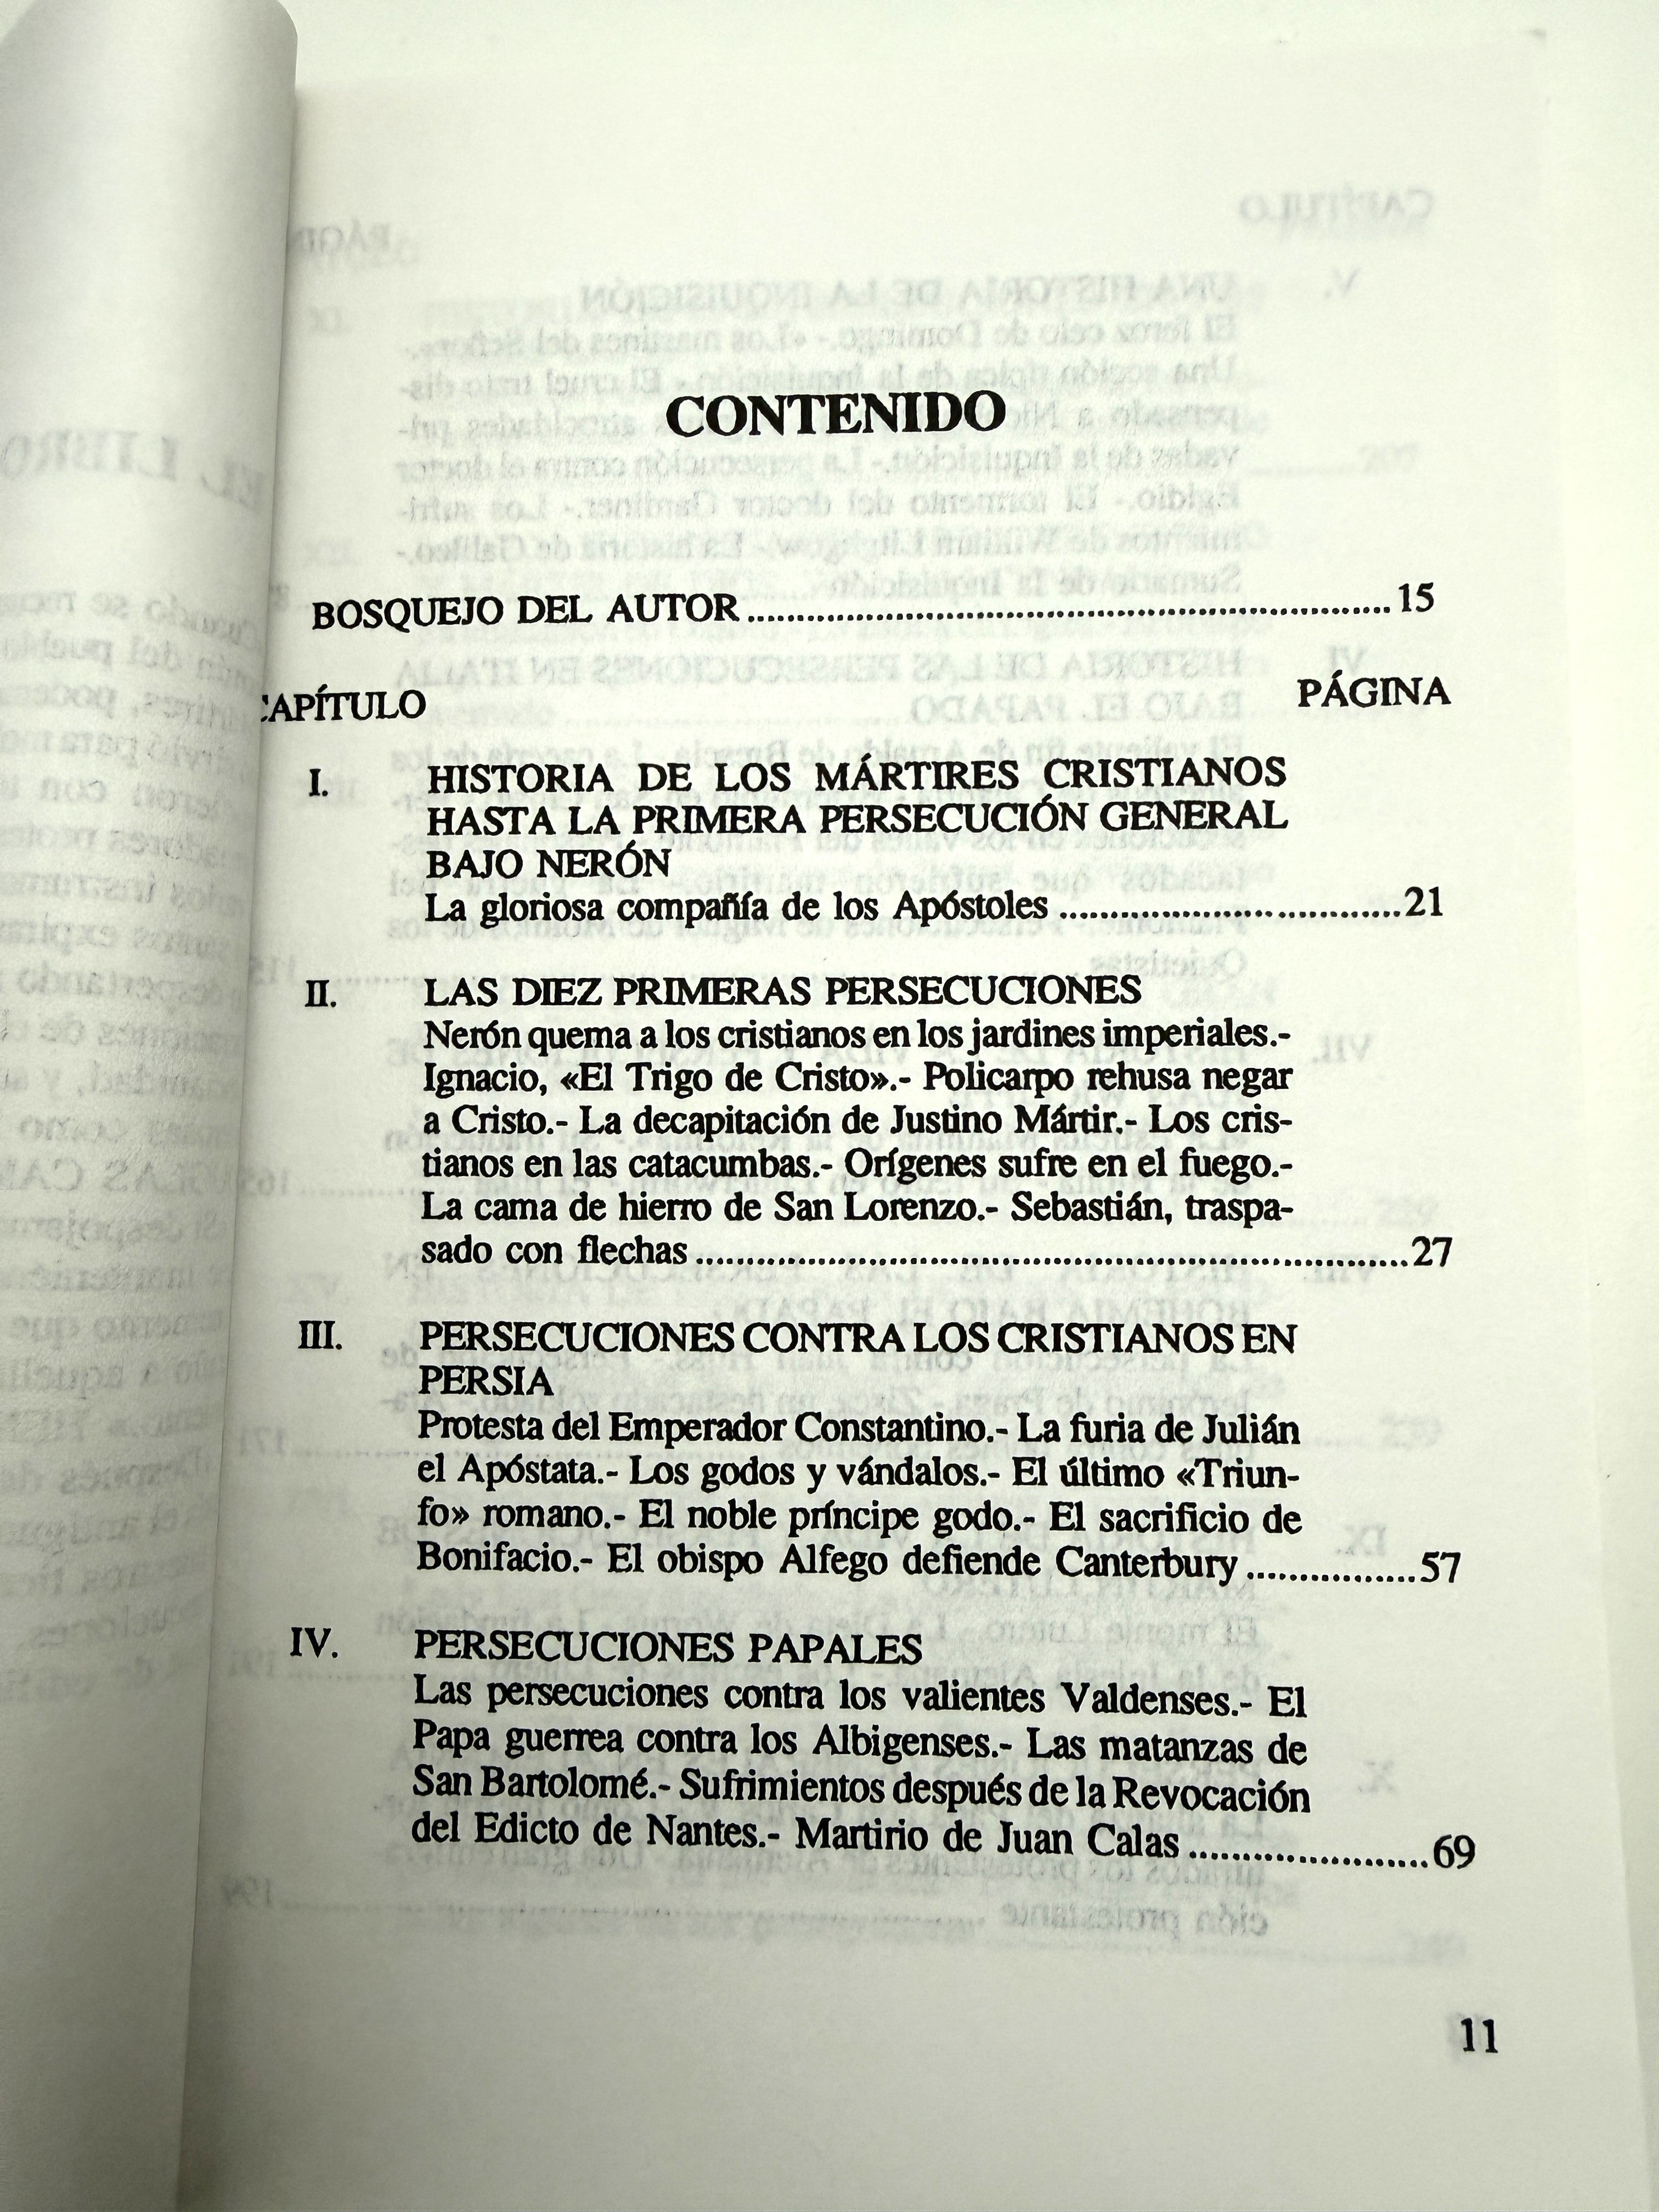 CONTENIDO
BOSQUEJO DEL AUTOR ............................................................ 15
CAPÍTULO PÁGINA
I. HISTORIA DE LOS MÁRTIRES CRISTIANOS
HASTA LA PRIMERA PERSECUCIÓN GENERAL
BAJO NERÓN
La gloriosa compañía de los Apóstoles ................................. 21
II. LAS DIEZ PRIMERAS PERSECUCIONES
Nerón quema a los cristianos en los jardines imperiales.-
Ignacio, «El Trigo de Cristo».- Policarpo rehusa negar
a Cristo.- La decapitación de Justino Mártir.- Los cris-
tianos en las catacumbas.- Orígenes sufre en el fuego.-
La cama de hierro de San Lorenzo.- Sebastián, traspa-
sado con flechas .................................................................... 27
III. PERSECUCIONES CONTRA LOS CRISTIANOS EN
PERSIA
Protesta del Emperador Constantino.- La furia de Julián
el Apóstata.- Los godos y vándalos.- El último «Triun-
fo» romano.- El noble príncipe godo.- El sacrificio de
Bonifacio.- El obispo Alfego defiende Canterbury ................ 57
IV. PERSECUCIONES PAPALES
Las persecuciones contra los valientes Valdenses.- El
Papa guerrea contra los Albigenses.- Las matanzas de
San Bartolomé.- Sufrimientos después de la Revocación
del Edicto de Nantes.- Martirio de Juan Calas ....................... 69
11